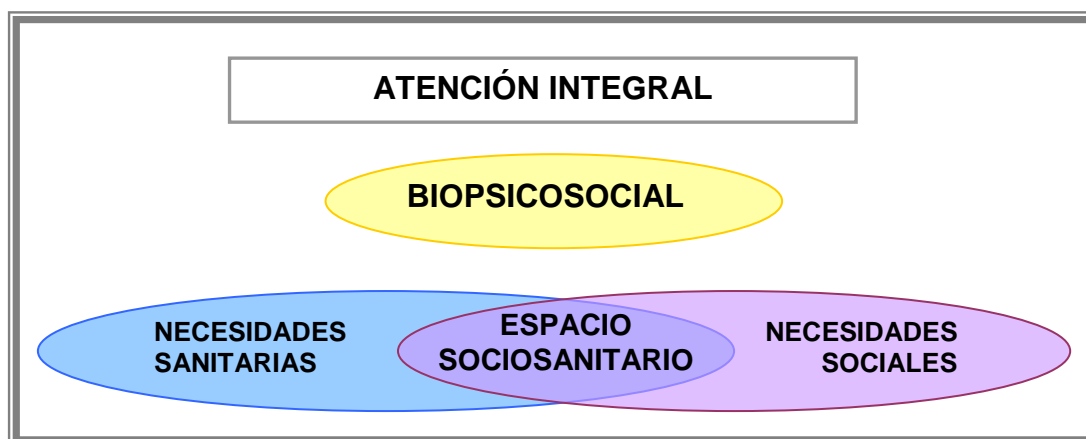 ATENCIÓN INTEGRAL
BIOPSICOSOCIAL
NECESIDADES
SANITARIAS
ESPACIO
SOCIOSANITARIO
NECESIDADES
SOCIALES